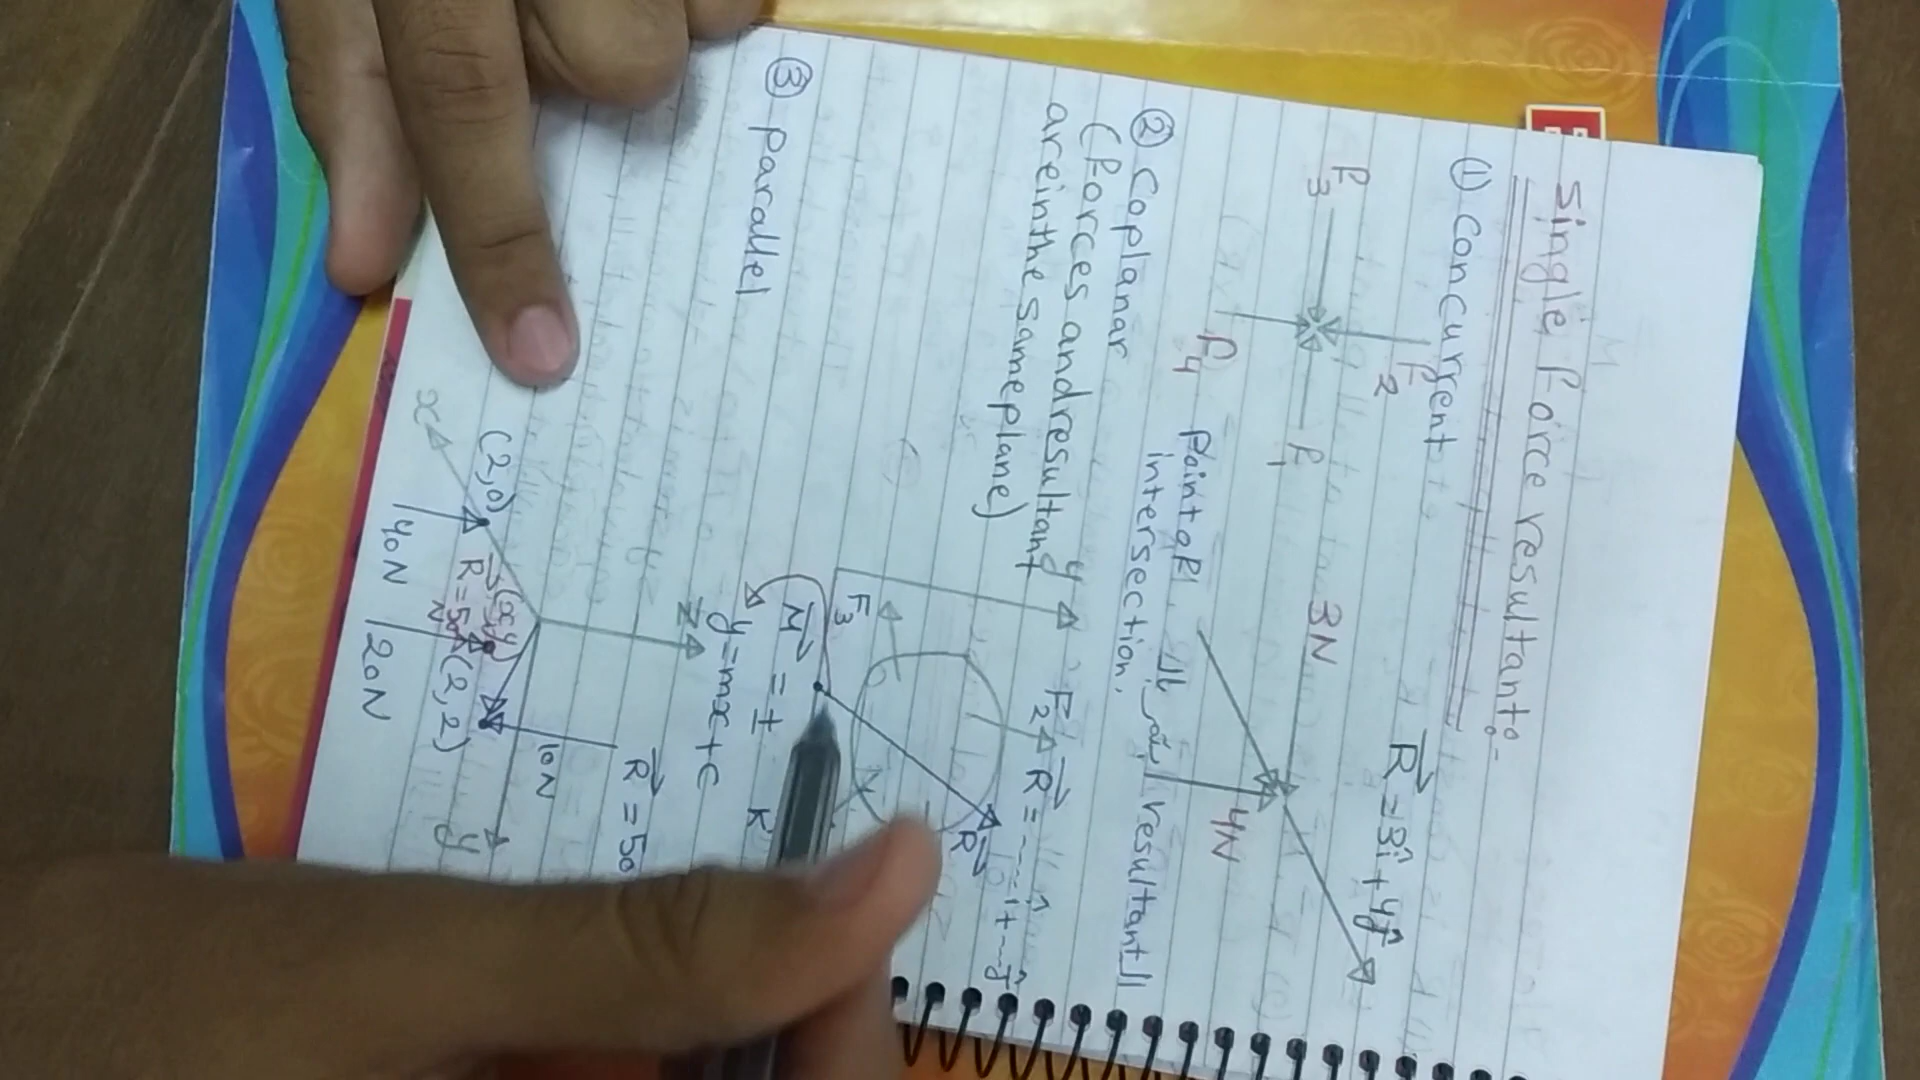 Single Force resultant:-
① Concurrent
R = 3î + 4ĵ
F2
F3
F1
F4
3N
4N
Point of
intersection.
② Coplanar
(Forces and resultant
are in the same plane)
y
F2
R = ---- î + --- ĵ
F3
R
M = ±
K
y = mx + c
③ Parallel
z
R = 50
10N
(2,0)
(x,y)
R = 50
N
(2,2)
x
y
40N
20N